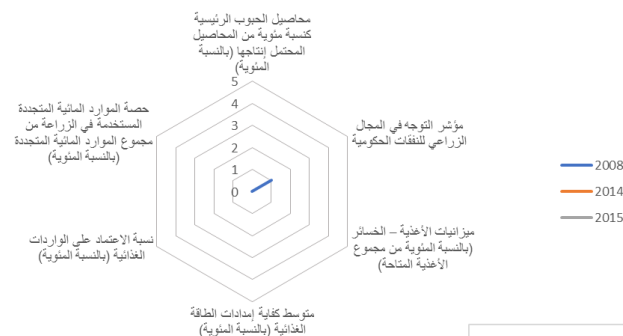 محاصيل الحبوب الرئيسية
كنسبة مئوية من المحاصيل
المحتمل إنتاجها (بالنسبة
المئوية)
5
4
3
2
1
0
مؤشر التوجه في المجال
الزراعي للنفقات الحكومية
ميزانيات الأغذية – الخسائر
(بالنسبة المئوية من مجموع
الأغذية المتاحة)
متوسط كفاية إمدادات الطاقة
الغذائية (بالنسبة المئوية)
نسبة الاعتماد على الواردات
الغذائية (بالنسبة المئوية)
حصة الموارد المائية المتجددة
المستخدمة في الزراعة من
مجموع الموارد المائية المتجددة
(بالنسبة المئوية)
2008
2014
2015